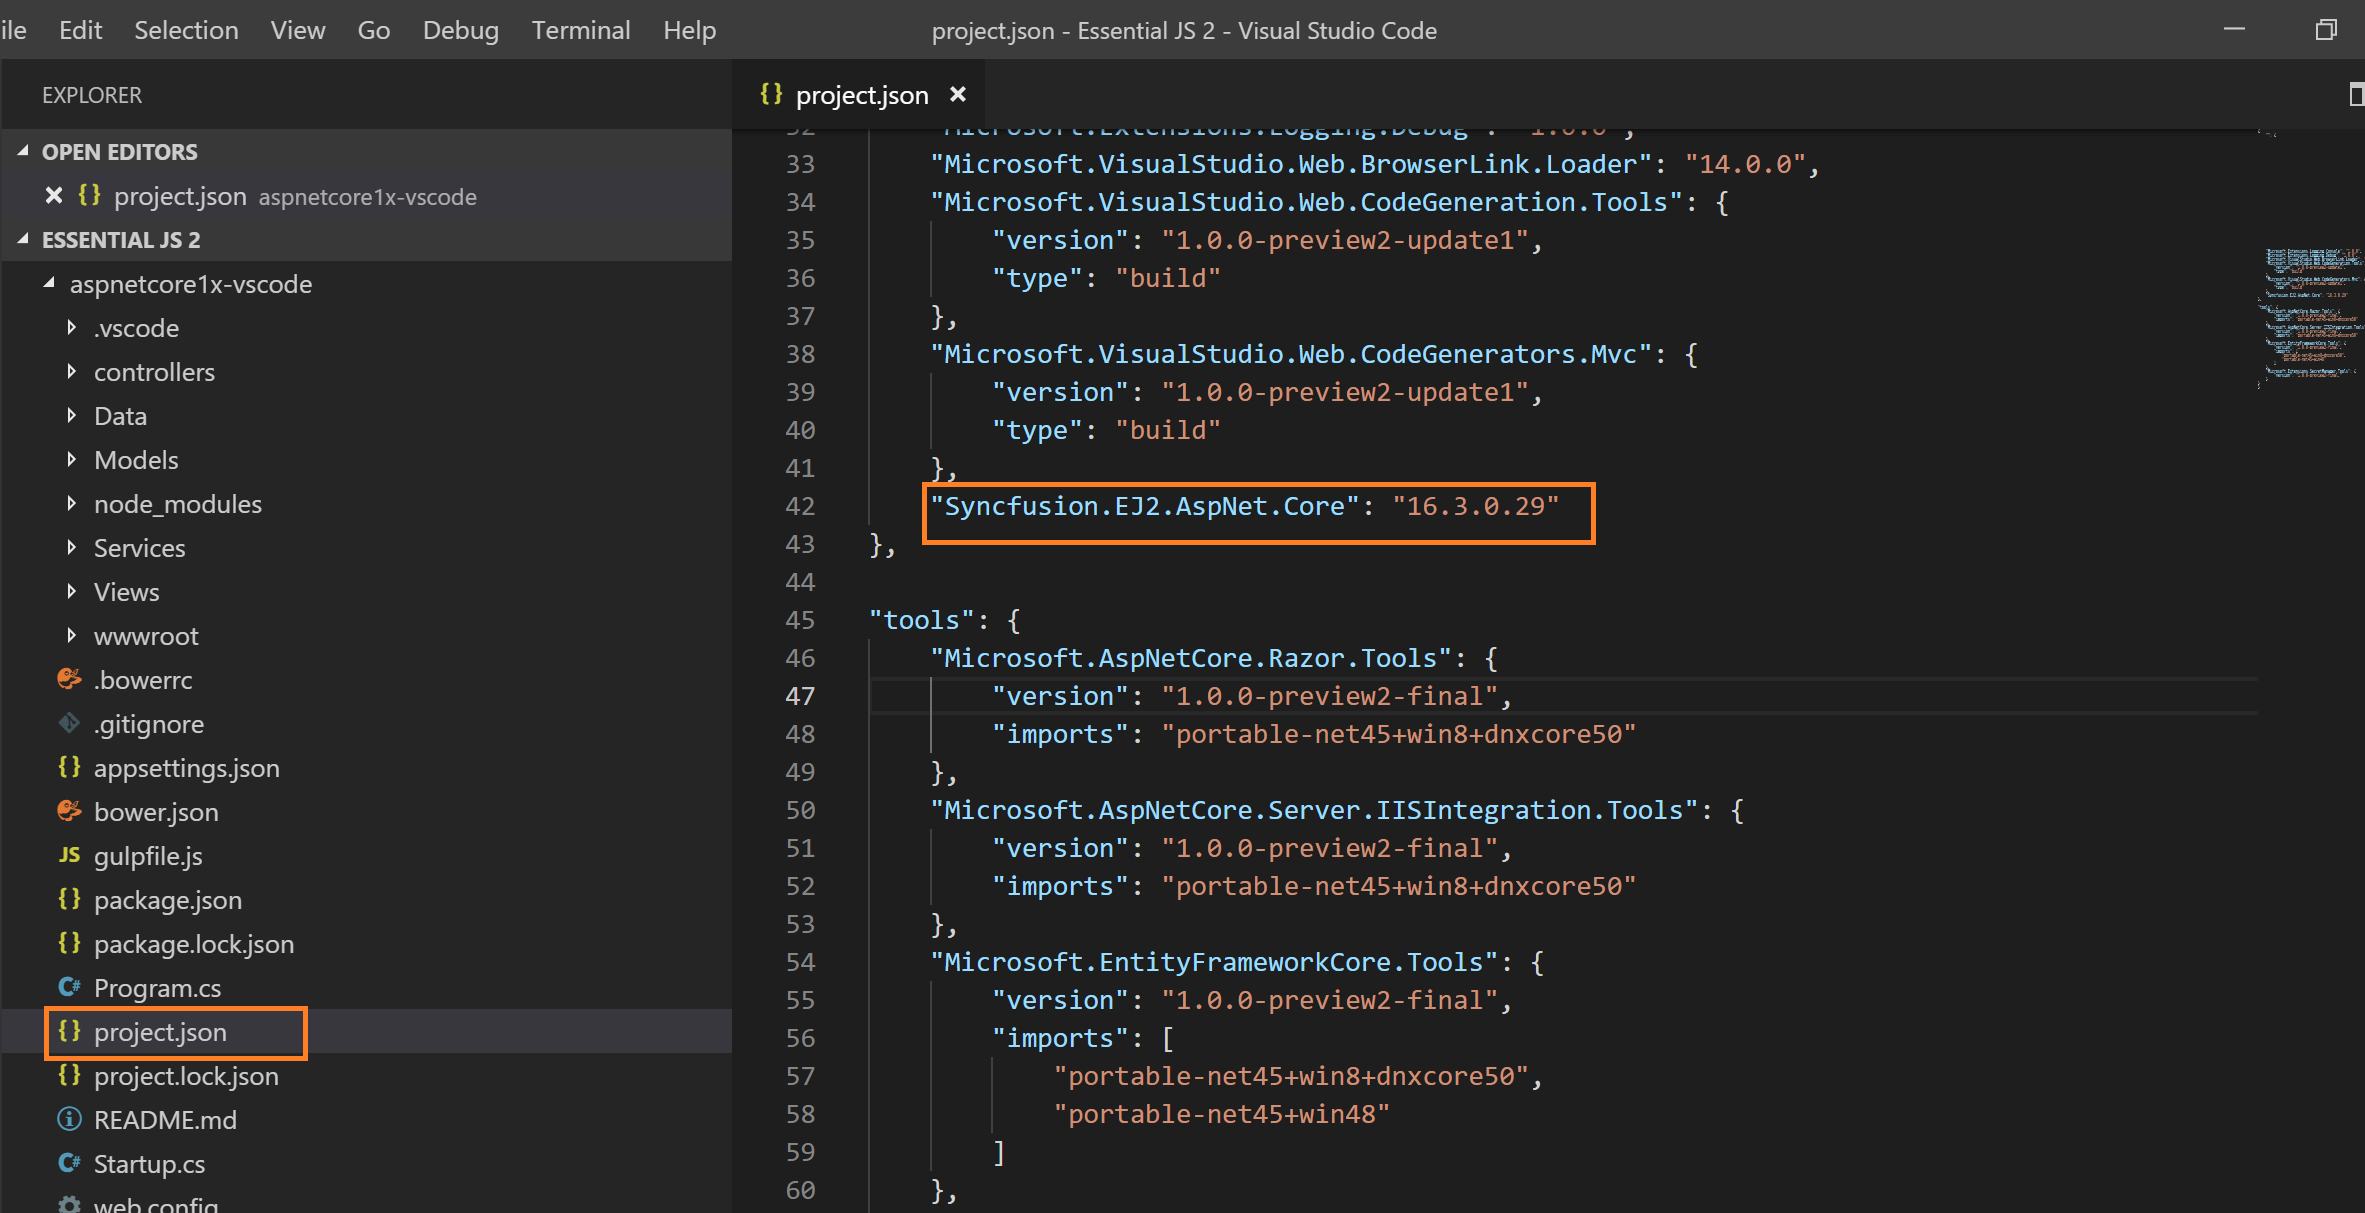 ile Edit Selection View Go Debug Terminal Help project.json - Essential JS 2 - Visual Studio Code
EXPLORER
OPEN EDITORS
project.json aspnetcore1x-vscode
ESSENTIAL JS 2
aspnetcore1x-vscode
.vscode
controllers
Data
Models
node_modules
Services
Views
wwwroot
.bowerrc
.gitignore
{} appsettings.json
bower.json
JS gulpfile.js
{} package.json
{} package.lock.json
C# Program.cs
{} project.json
{} project.lock.json
README.md
C# Startup.cs
web.config
{} project.json
32 "Microsoft.Extensions.Logging.Debug": "1.0.0",
33 "Microsoft.VisualStudio.Web.BrowserLink.Loader": "14.0.0",
34 "Microsoft.VisualStudio.Web.CodeGeneration.Tools": {
35 "version": "1.0.0-preview2-update1",
36 "type": "build"
37 },
38 "Microsoft.VisualStudio.Web.CodeGenerators.Mvc": {
39 "version": "1.0.0-preview2-update1",
40 "type": "build"
41 },
42 "Syncfusion.EJ2.AspNet.Core": "16.3.0.29"
43 },
44
45 "tools": {
46 "Microsoft.AspNetCore.Razor.Tools": {
47 "version": "1.0.0-preview2-final",
48 "imports": "portable-net45+win8+dnxcore50"
49 },
50 "Microsoft.AspNetCore.Server.IISIntegration.Tools": {
51 "version": "1.0.0-preview2-final",
52 "imports": "portable-net45+win8+dnxcore50"
53 },
54 "Microsoft.EntityFrameworkCore.Tools": {
55 "version": "1.0.0-preview2-final",
56 "imports": [
57 "portable-net45+win8+dnxcore50",
58 "portable-net45+win48"
59 ]
60 },